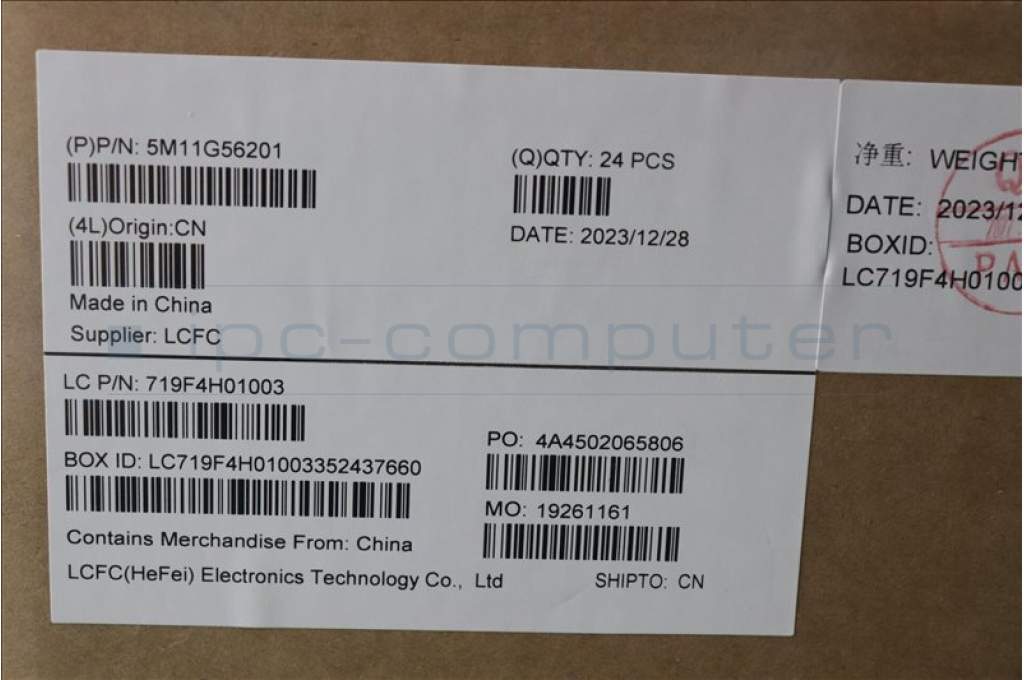 (P)P/N: 5M11G56201
(Q)QTY: 24 PCS
(4L)Origin:CN
DATE: 2023/12/28
Made in China
Supplier: LCFC
净重: WEIGHT
DATE: 2023/12
BOXID:
LC719F4H0100
ipc-computer
LC P/N: 719F4H01003
PO: 4A4502065806
BOX ID: LC719F4H01003352437660
MO: 19261161
Contains Merchandise From: China
LCFC(HeFei) Electronics Technology Co., Ltd
SHIPTO: CN